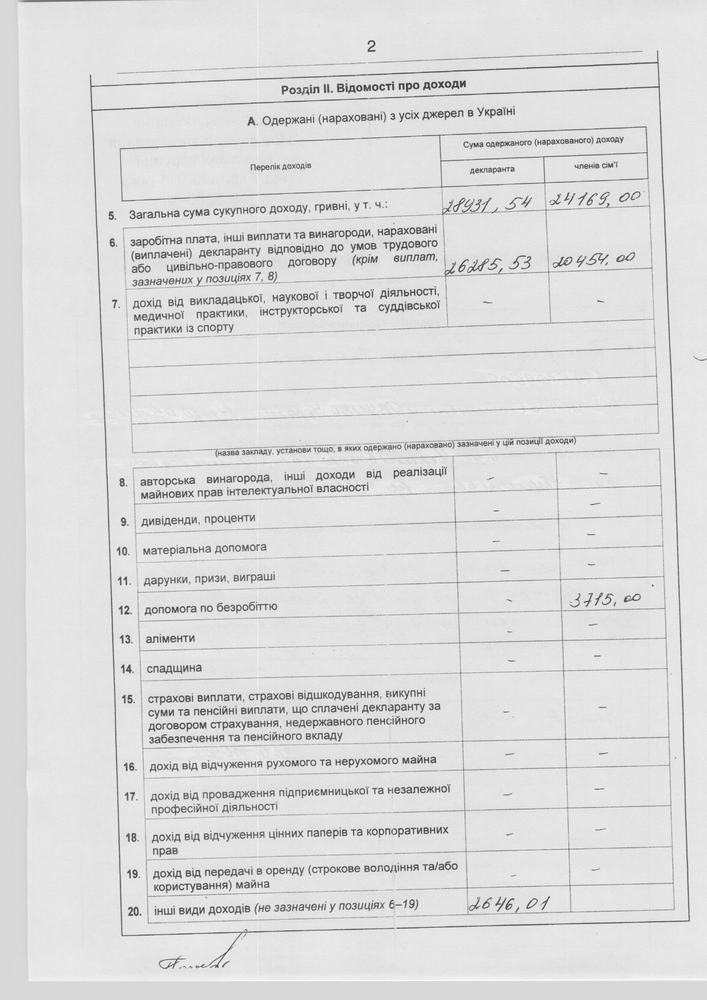 2
Розділ II. Відомості про доходи
А. Одержані (нараховані) з усіх джерел в Україні
Перелік доходів
Сума одержаного (нарахованого) доходу
декларанта
членів сім'ї
5. Загальна сума сукупного доходу, гривні, у т. ч.: 28931,54 24169,00
6. заробітна плата, інші виплати та винагороди, нараховані
(виплачені) декларанту відповідно до умов трудового
або цивільно-правового договору (крім виплат,
зазначених у позиціях 7, 8) 26285,53 20454,00
7. дохід від викладацької, наукової і творчої діяльності, – –
медичної практики, інструкторської та суддівської
практики із спорту
(назва закладу, установи тощо, в яких одержано (нараховано) зазначені у цій позиції доходи)
8. авторська винагорода, інші доходи від реалізації – –
майнових прав інтелектуальної власності
9. дивіденди, проценти – –
10. матеріальна допомога – –
11. дарунки, призи, виграші – –
12. допомога по безробіттю – 3715,00
13. аліменти – –
14. спадщина – –
15. страхові виплати, страхові відшкодування, викупні
суми та пенсійні виплати, що сплачені декларанту за – –
договором страхування, недержавного пенсійного
забезпечення та пенсійного вкладу
16. дохід від відчуження рухомого та нерухомого майна – –
17. дохід від провадження підприємницької та незалежної – –
професійної діяльності
18. дохід від відчуження цінних паперів та корпоративних – –
прав
19. дохід від передачі в оренду (строкове володіння та/або – –
користування) майна
20. інші види доходів (не зазначені у позиціях 6–19) 2646,01